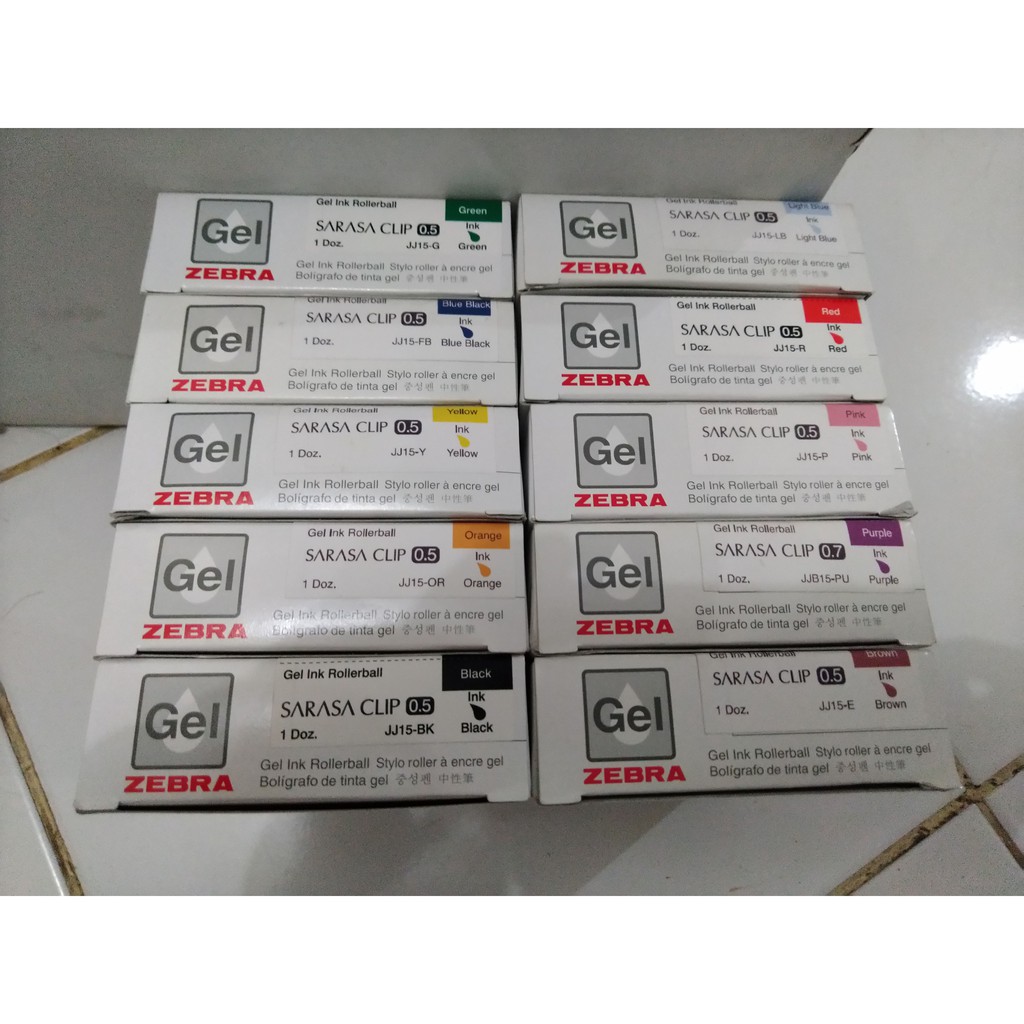 Gel
ZEBRA
Gel Ink Rollerball
Green
SARASA CLIP 0.5
Ink
1 Doz.
JJ15-G
Green
Gel Ink Rollerball Stylo roller à encre gel
Bolígrafo de tinta gel 중성펜 中性筆
Gel
ZEBRA
Gel Ink Rollerball
Light Blue
SARASA CLIP 0.5
Ink
1 Doz.
JJ15-LB
Light Blue
Gel Ink Rollerball Stylo roller à encre gel
Bolígrafo de tinta gel 중성펜 中性筆
Gel
ZEBRA
Gel Ink Rollerball
Blue Black
SARASA CLIP 0.5
Ink
1 Doz.
JJ15-FB
Blue Black
Gel Ink Rollerball Stylo roller à encre gel
Bolígrafo de tinta gel 중성펜 中性筆
Gel
ZEBRA
Gel Ink Rollerball
Red
SARASA CLIP 0.5
Ink
1 Doz.
JJ15-R
Red
Gel Ink Rollerball Stylo roller à encre gel
Bolígrafo de tinta gel 중성펜 中性筆
Gel
ZEBRA
Gel Ink Rollerball
Yellow
SARASA CLIP 0.5
Ink
1 Doz.
JJ15-Y
Yellow
Gel Ink Rollerball Stylo roller à encre gel
Bolígrafo de tinta gel 중성펜 中性筆
Gel
ZEBRA
Gel Ink Rollerball
Pink
SARASA CLIP 0.5
Ink
1 Doz.
JJ15-P
Pink
Gel Ink Rollerball Stylo roller à encre gel
Bolígrafo de tinta gel 중성펜 中性筆
Gel
ZEBRA
Gel Ink Rollerball
Orange
SARASA CLIP 0.5
Ink
1 Doz.
JJ15-OR
Orange
Gel Ink Rollerball Stylo roller à encre gel
Bolígrafo de tinta gel 중성펜 中性筆
Gel
ZEBRA
Gel Ink Rollerball
Purple
SARASA CLIP 0.7
Ink
1 Doz.
JJB15-PU
Purple
Gel Ink Rollerball Stylo roller à encre gel
Bolígrafo de tinta gel 중성펜 中性筆
Gel
ZEBRA
Gel Ink Rollerball
Black
SARASA CLIP 0.5
Ink
1 Doz.
JJ15-BK
Black
Gel Ink Rollerball Stylo roller à encre gel
Bolígrafo de tinta gel 중성펜 中性筆
Gel
ZEBRA
Gel Ink Rollerball
Brown
SARASA CLIP 0.5
Ink
1 Doz.
JJ15-E
Brown
Gel Ink Rollerball Stylo roller à encre gel
Bolígrafo de tinta gel 중성펜 中性筆